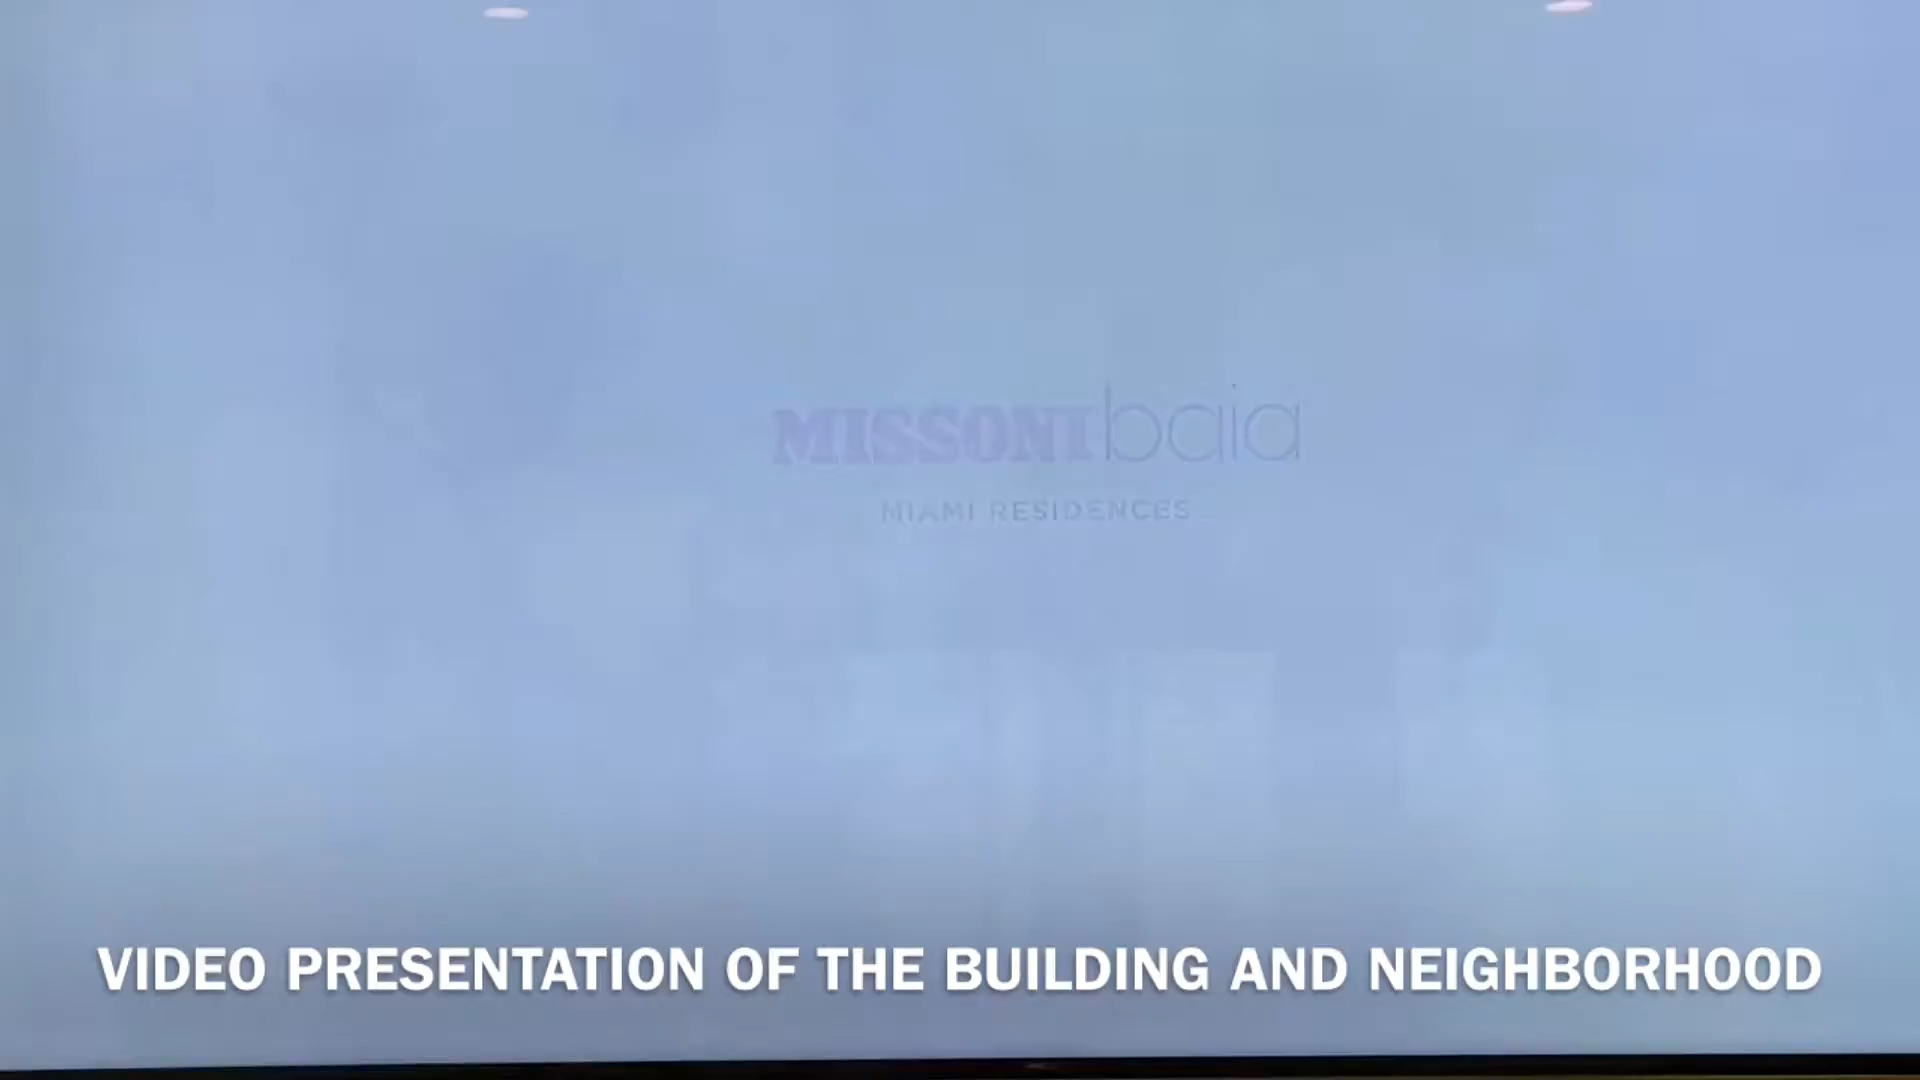 MISSONI baia
MIAMI RESIDENCES
VIDEO PRESENTATION OF THE BUILDING AND NEIGHBORHOOD